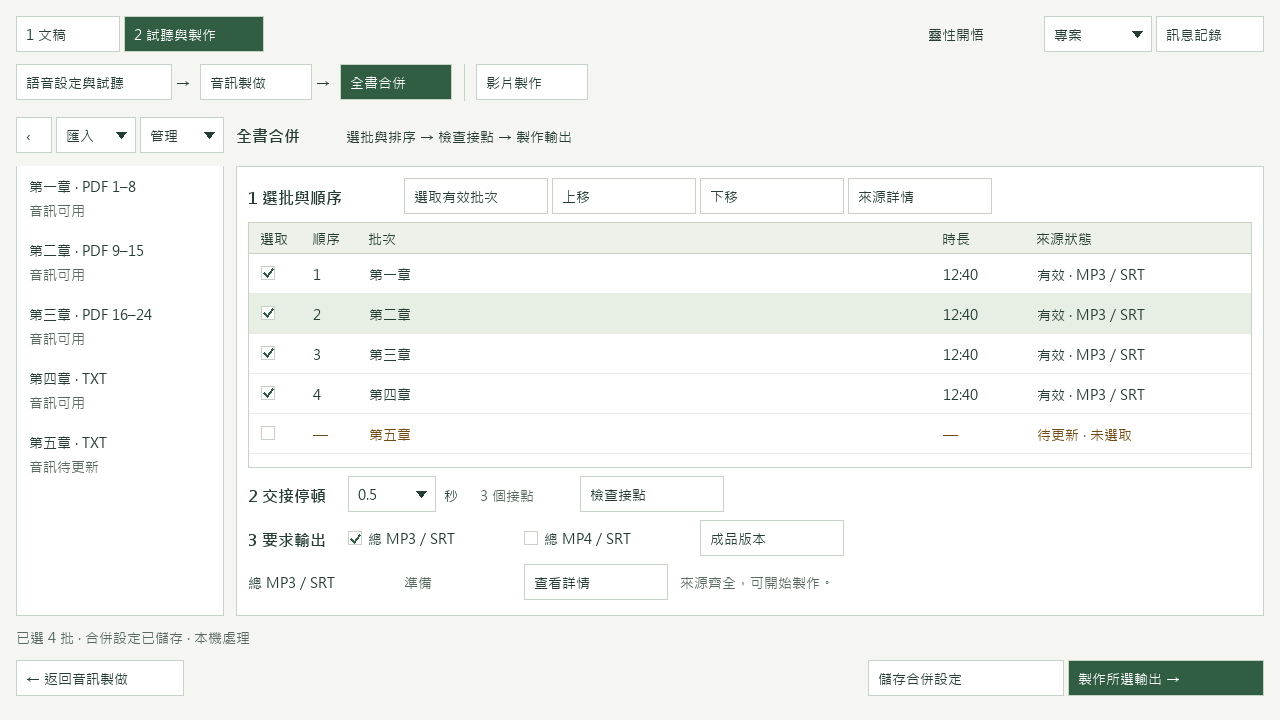 1 文稿
2 試聽與製作
靈性開悟
專案
訊息記錄
語音設定與試聽 →
音訊製做 →
全書合併
影片製作
‹
匯入
管理
全書合併
選批與排序 → 檢查接點 → 製作輸出
第一章 · PDF 1–8
音訊可用
第二章 · PDF 9–15
音訊可用
第三章 · PDF 16–24
音訊可用
第四章 · TXT
音訊可用
第五章 · TXT
音訊待更新
1 選批與順序
選取有效批次
上移
下移
來源詳情
選取 順序 批次 時長 來源狀態
1 第一章 12:40 有效 · MP3 / SRT
2 第二章 12:40 有效 · MP3 / SRT
3 第三章 12:40 有效 · MP3 / SRT
4 第四章 12:40 有效 · MP3 / SRT
— 第五章 — 待更新 · 未選取
2 交接停頓 0.5 秒 3 個接點 檢查接點
3 要求輸出 總 MP3 / SRT 總 MP4 / SRT 成品版本
總 MP3 / SRT 準備 查看詳情 來源齊全，可開始製作。
已選 4 批 · 合併設定已儲存 · 本機處理
← 返回音訊製做
儲存合併設定
製作所選輸出 →